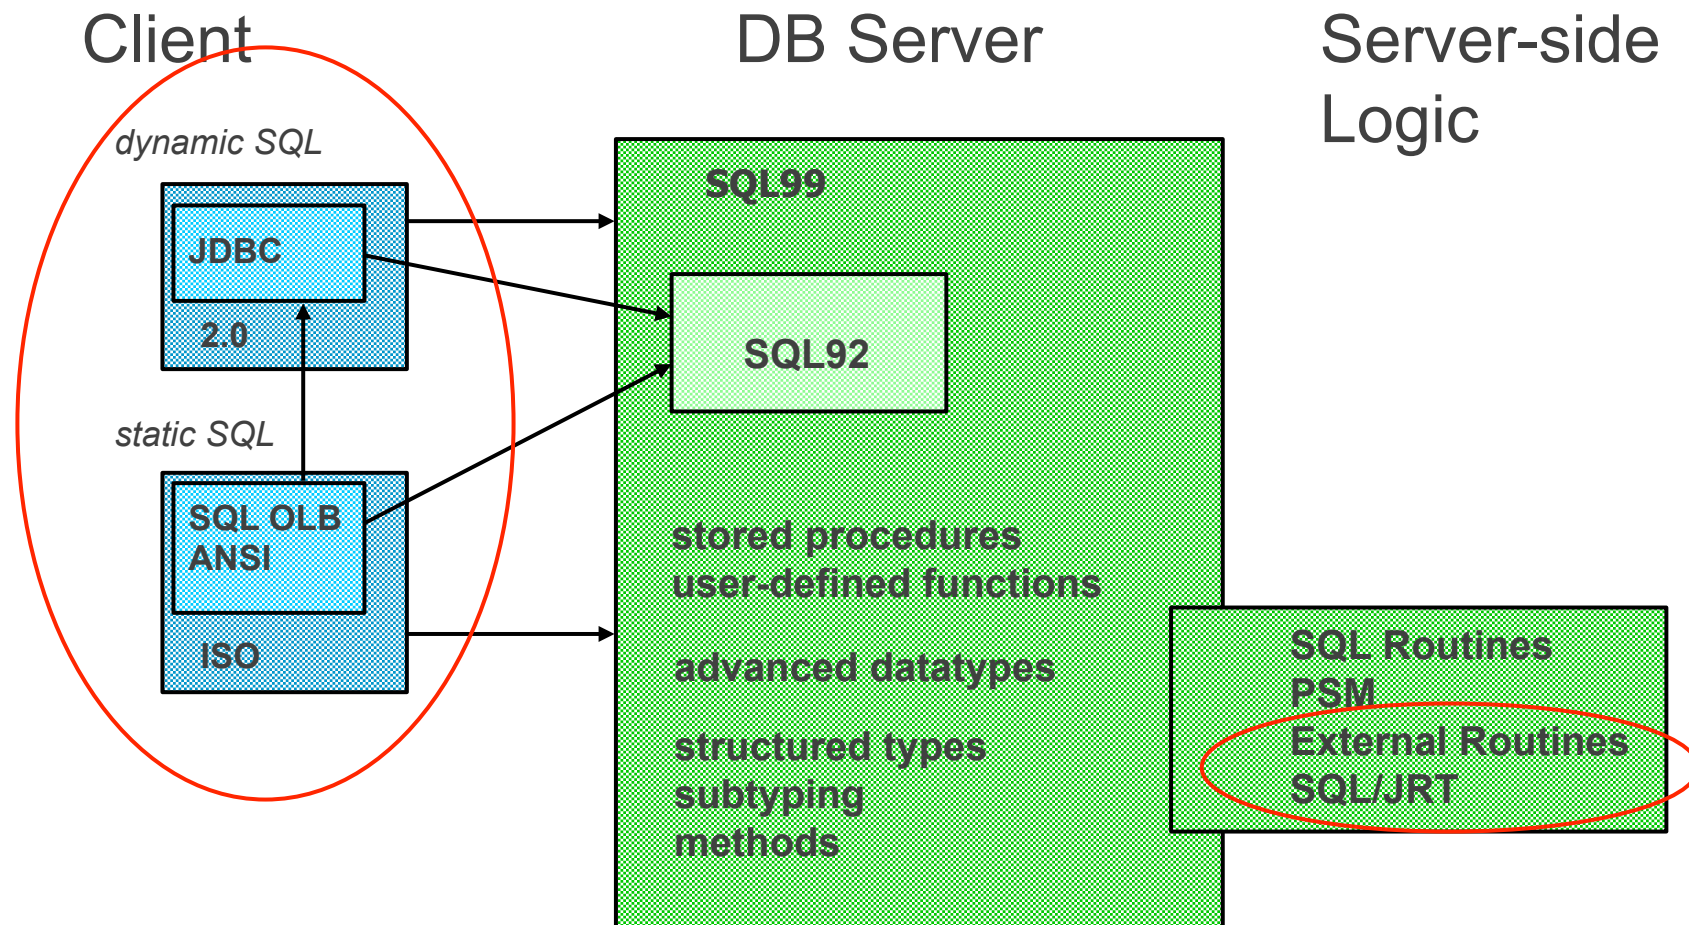 Client
DB Server
Server-side
Logic
dynamic SQL
JDBC
2.0
static SQL
SQL OLB
ANSI
ISO
SQL99
SQL92
stored procedures
user-defined functions
advanced datatypes
structured types
subtyping
methods
SQL Routines
PSM
External Routines
SQL/JRT